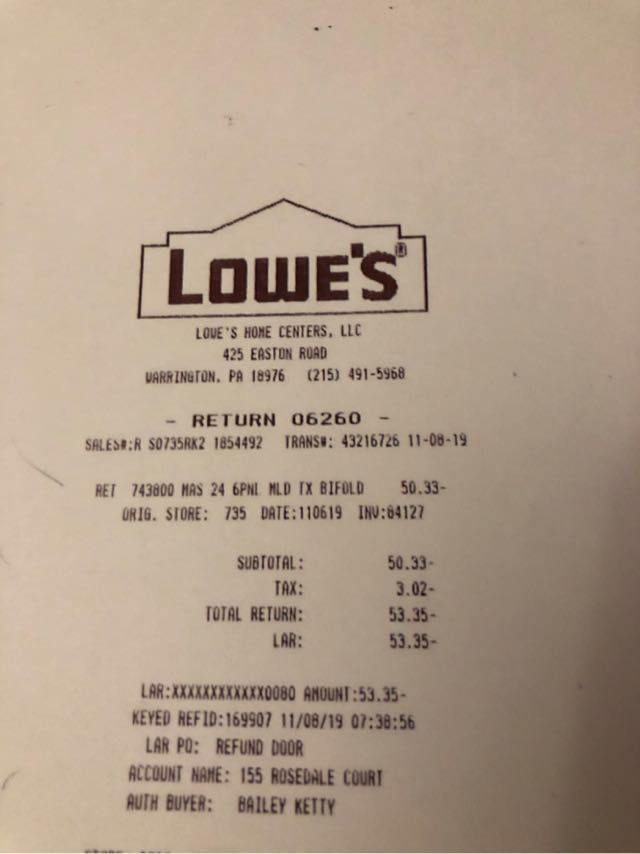 LOWE'S®
LOWE'S HOME CENTERS, LLC
425 EASTON ROAD
WARRINGTON, PA 18976 (215) 491-5968
- RETURN 06260 -
SALES#:R S0735RK2 1854492 TRANS#: 43216726 11-08-19
RET 743800 MAS 24 6PNL MLD TX BIFOLD 50.33-
ORIG. STORE: 735 DATE:110619 INV:84127
SUBTOTAL: 50.33-
TAX: 3.02-
TOTAL RETURN: 53.35-
LAR: 53.35-
LAR:XXXXXXXXXXXX0080 AMOUNT:53.35-
KEYED REFID:169907 11/08/19 07:38:56
LAR PO: REFUND DOOR
ACCOUNT NAME: 155 ROSEDALE COURT
AUTH BUYER: BAILEY KETTY